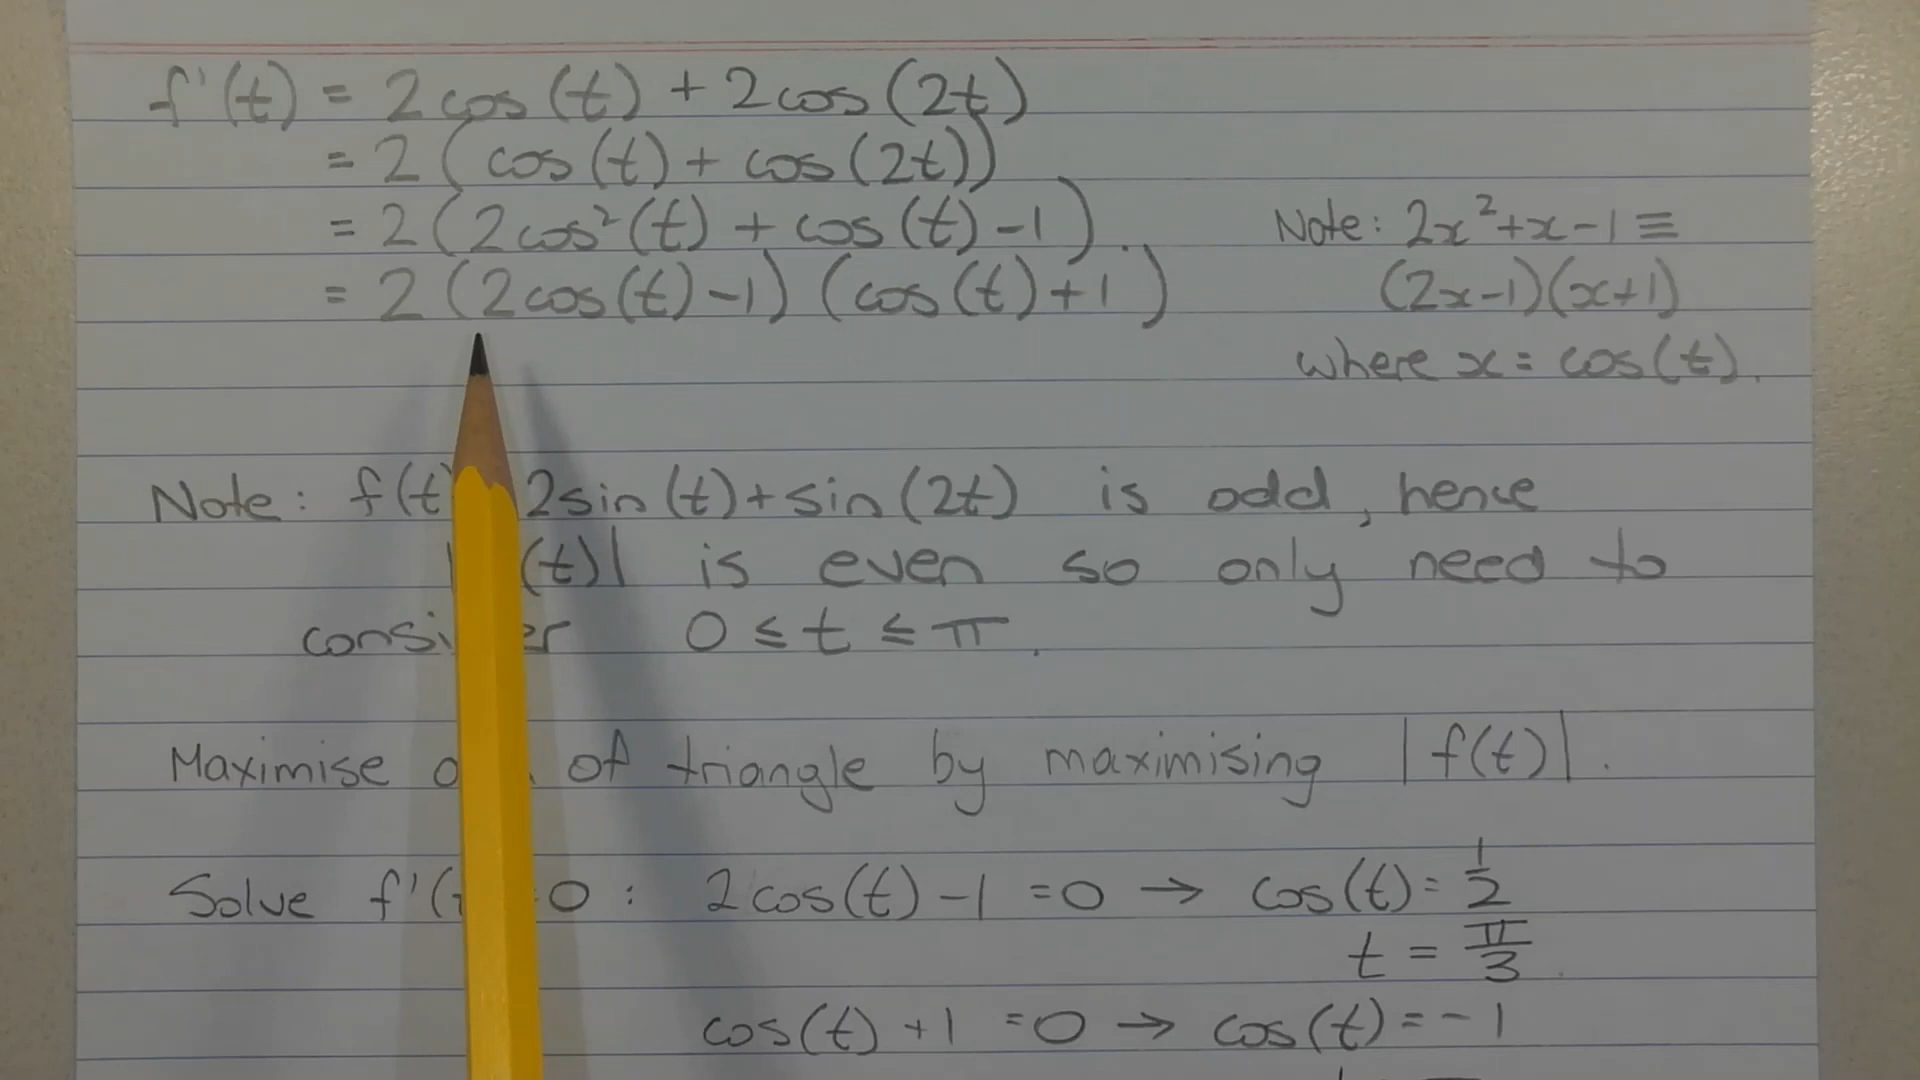 f'(t) = 2cos(t) + 2cos(2t)
= 2(cos(t) + cos(2t))
= 2(2cos²(t) + cos(t) - 1).
= 2(2cos(t) - 1)(cos(t) + 1)
Note: 2x² + x - 1 ≡
(2x - 1)(x + 1)
where x = cos(t).
Note: f(t 2sin(t) + sin(2t) is odd, hence
(t)| is even so only need to
0 ≤ t ≤ π.
Maximise of triangle by maximising |f(t)|.
Solve f'( =0 : 2cos(t) - 1 = 0 → cos(t) = 1/2
t = π/3
cos(t) + 1 = 0 → cos(t) = -1